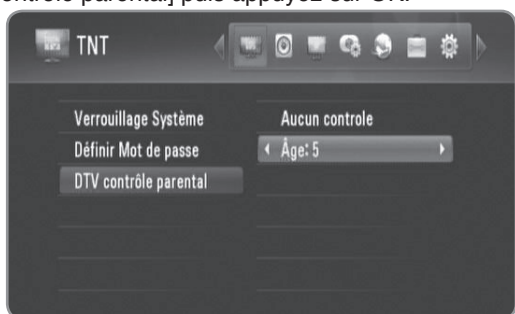 contrôle parental] puis appuyez sur OK.
TNT
Verrouillage Système
Aucun controle
Définir Mot de passe
Âge: 5
DTV contrôle parental